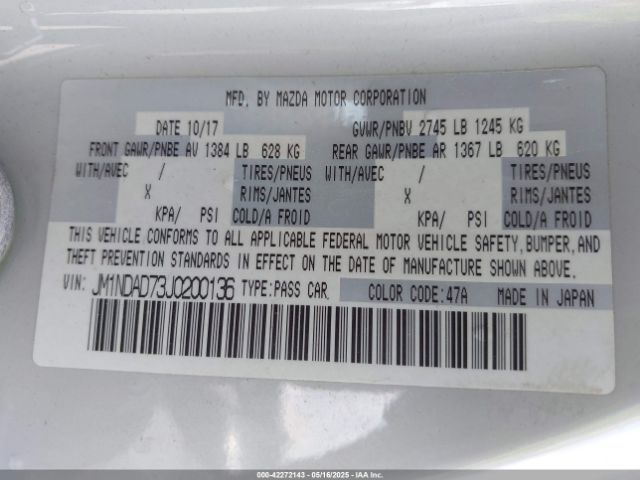 MFD. BY MAZDA MOTOR CORPORATION
DATE 10/17 GVWR/PNBV 2745 LB 1245 KG
FRONT GAWR/PNBE AV 1384 LB 628 KG REAR GAWR/PNBE AR 1367 LB 620 KG
WITH/AVEC / TIRES/PNEUS WITH/AVEC / TIRES/PNEUS
X RIMS/JANTES X RIMS/JANTES
KPA/ PSI COLD/A FROID KPA/ PSI COLD/A FROID
THIS VEHICLE CONFORMS TO ALL APPLICABLE FEDERAL MOTOR VEHICLE SAFETY, BUMPER, AND
THEFT PREVENTION STANDARDS IN EFFECT ON THE DATE OF MANUFACTURE SHOWN ABOVE.
VIN: JM1NDAD73J0200136 TYPE:PASS CAR COLOR CODE:47A MADE IN JAPAN
000-42272143 - 05/16/2025 - IAA Inc.